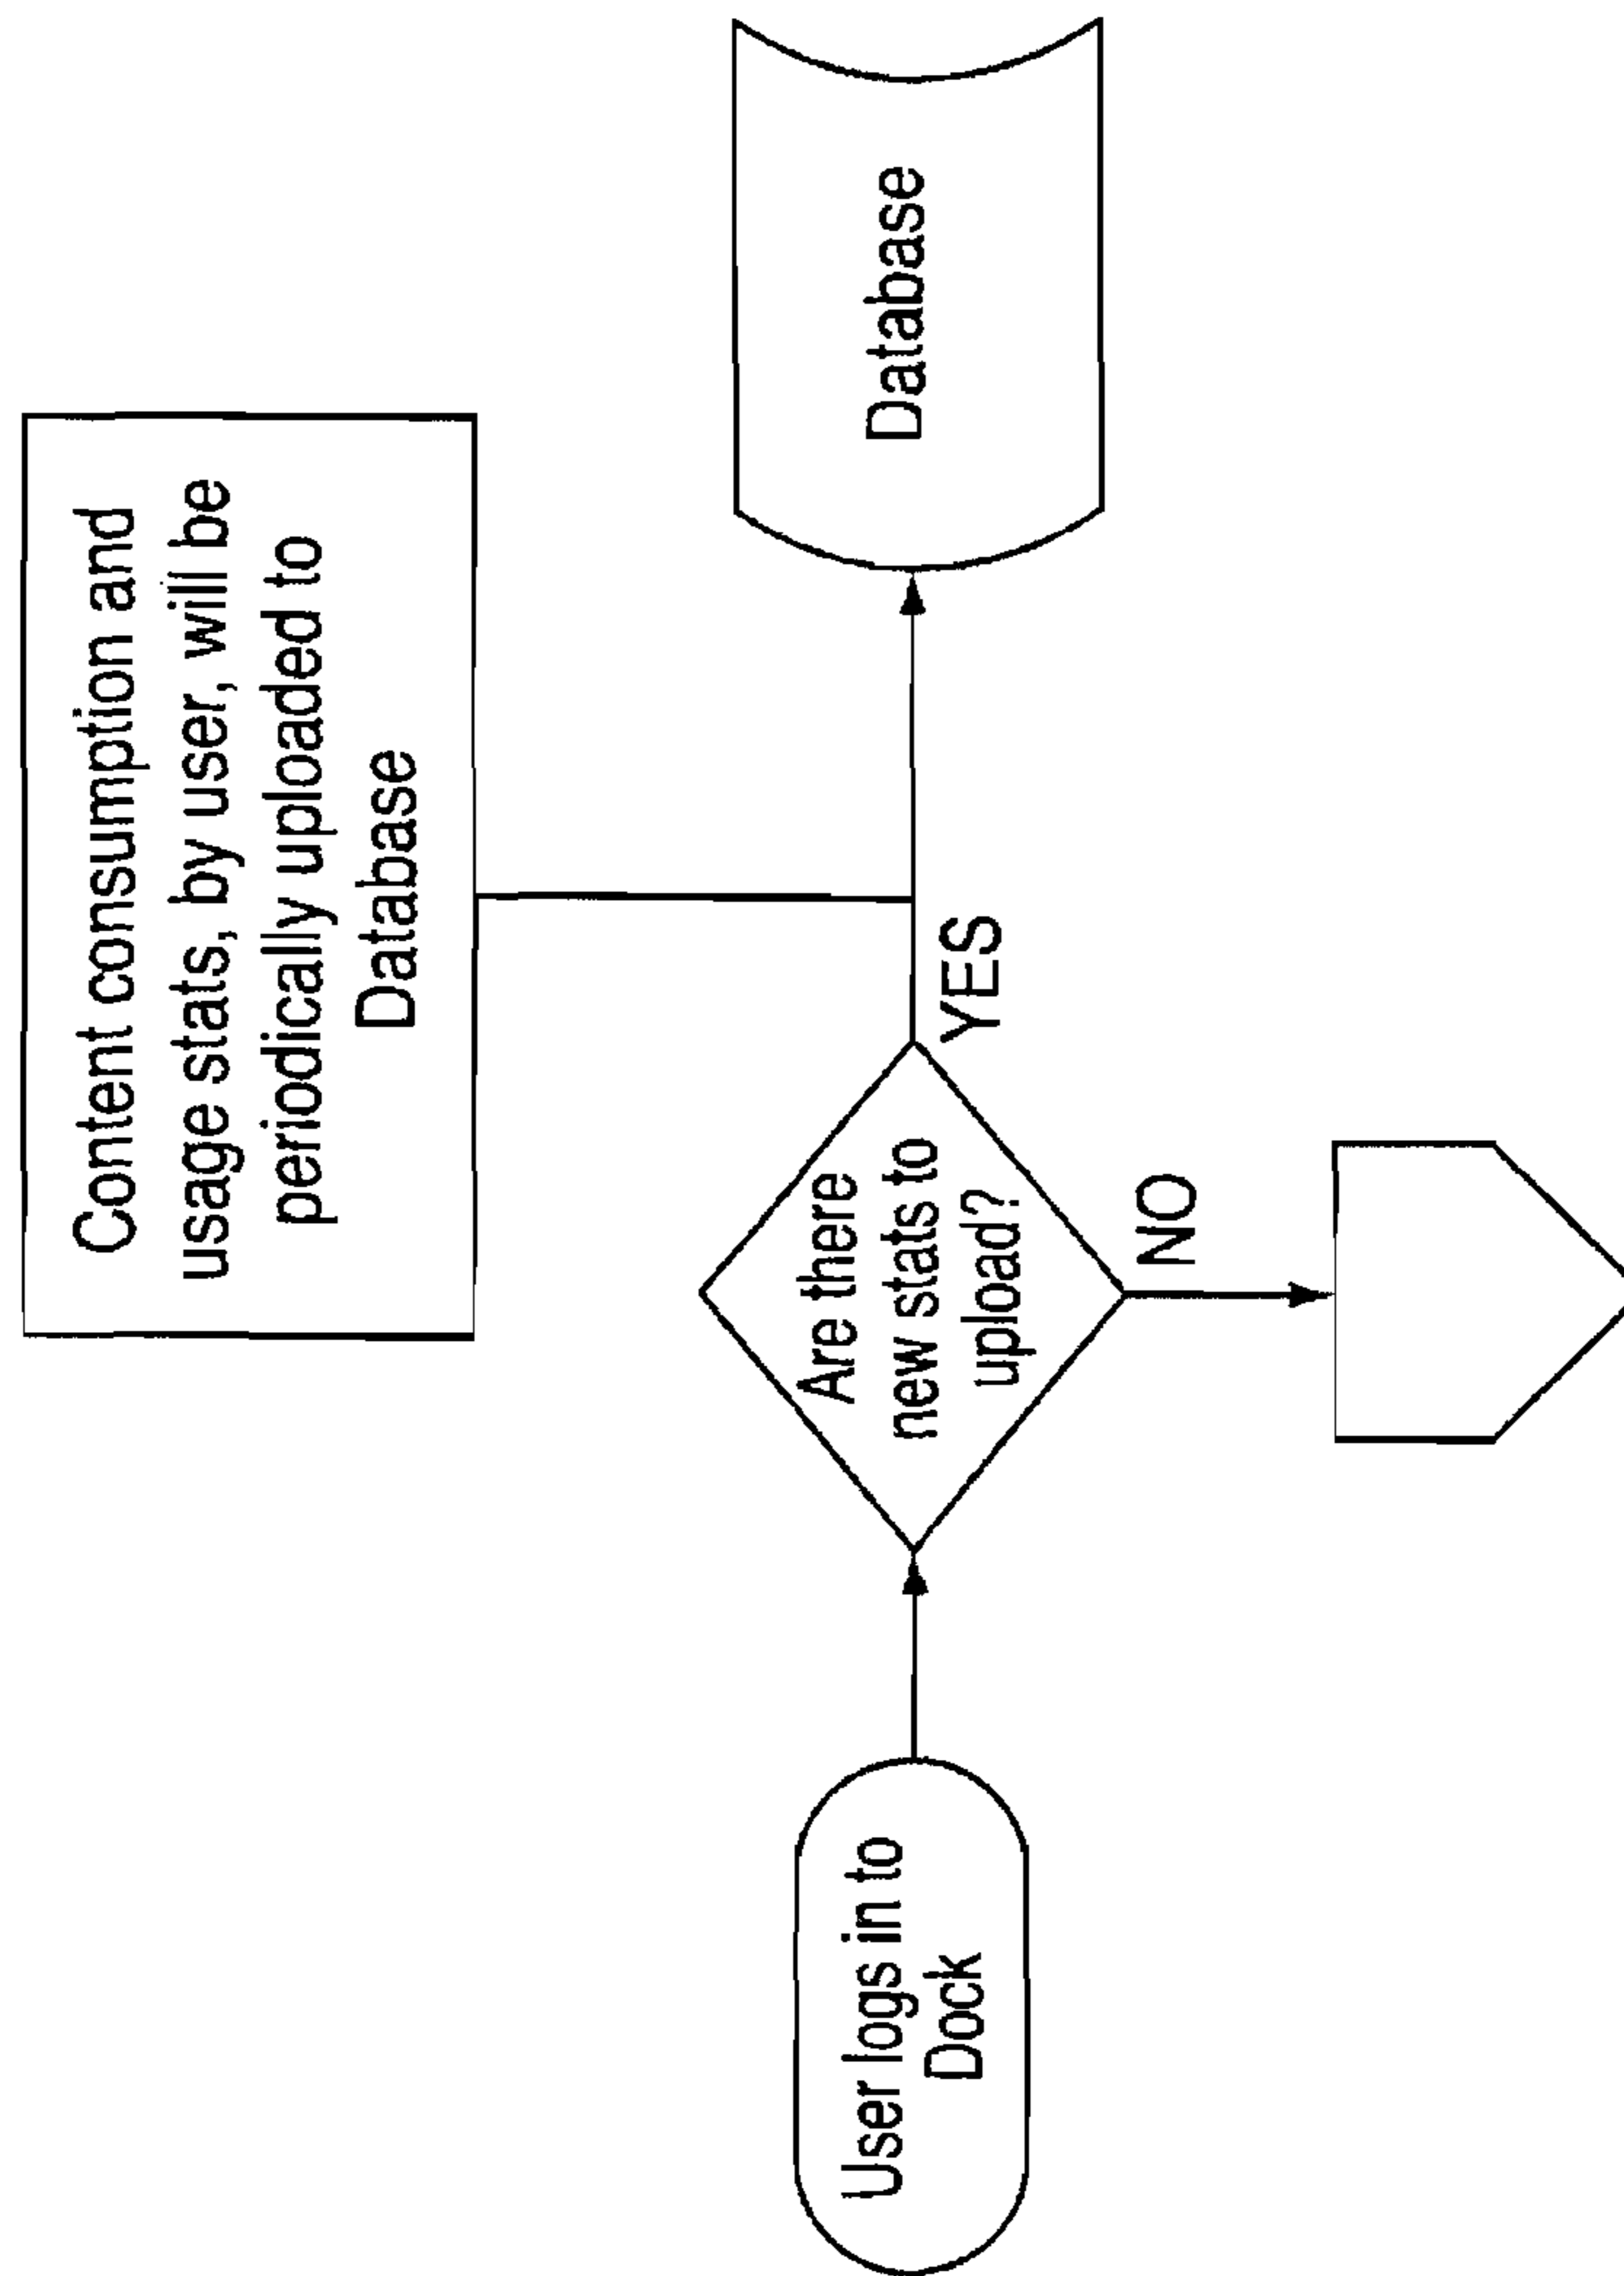 Content consumption and
usage stats, by user, will be
periodically uploaded to
Database
User logs in to
Dock
Are there
new stats to
upload?
YES
NO
Database